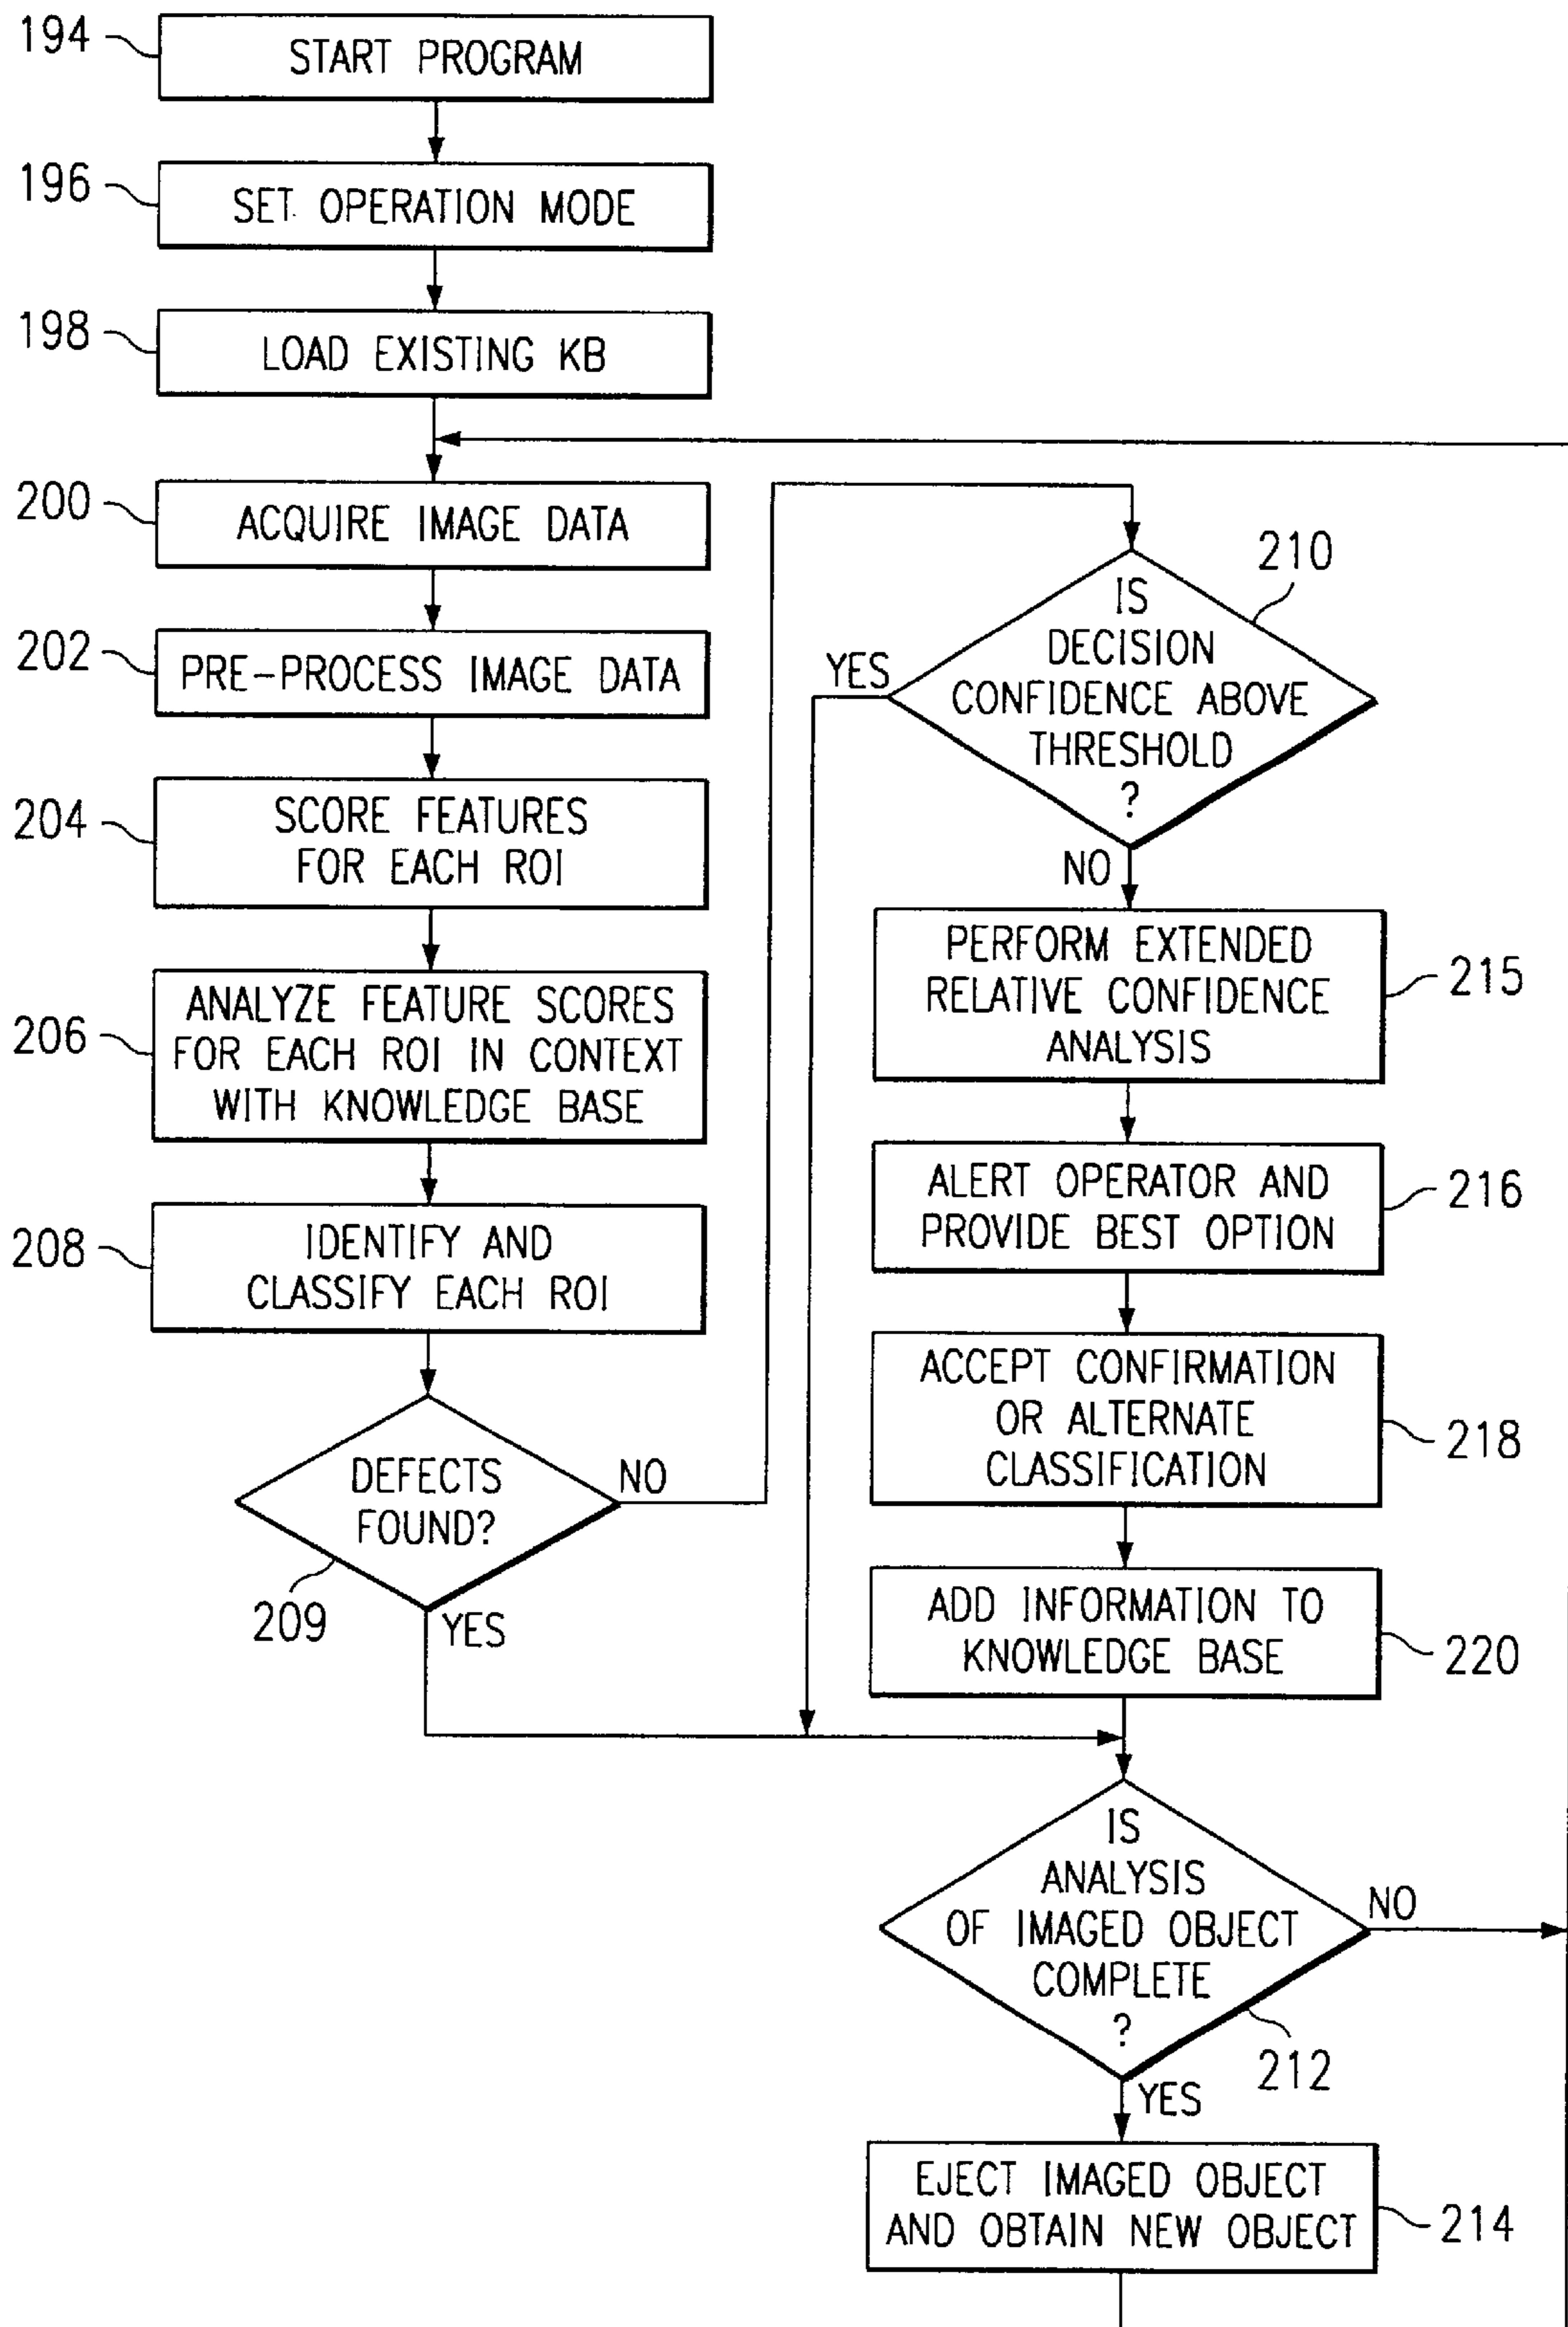 194
START PROGRAM
196
SET OPERATION MODE
198
LOAD EXISTING KB
200
ACQUIRE IMAGE DATA
202
PRE-PROCESS IMAGE DATA
204
SCORE FEATURES
FOR EACH ROI
206
ANALYZE FEATURE SCORES
FOR EACH ROI IN CONTEXT
WITH KNOWLEDGE BASE
208
IDENTIFY AND
CLASSIFY EACH ROI
DEFECTS
FOUND?
NO
209
YES
210
IS
DECISION
CONFIDENCE ABOVE
THRESHOLD
?
YES
NO
PERFORM EXTENDED
RELATIVE CONFIDENCE
ANALYSIS
215
ALERT OPERATOR AND
PROVIDE BEST OPTION
216
ACCEPT CONFIRMATION
OR ALTERNATE
CLASSIFICATION
218
ADD INFORMATION TO
KNOWLEDGE BASE
220
IS
ANALYSIS
OF IMAGED OBJECT
COMPLETE
?
NO
212
YES
EJECT IMAGED OBJECT
AND OBTAIN NEW OBJECT
214